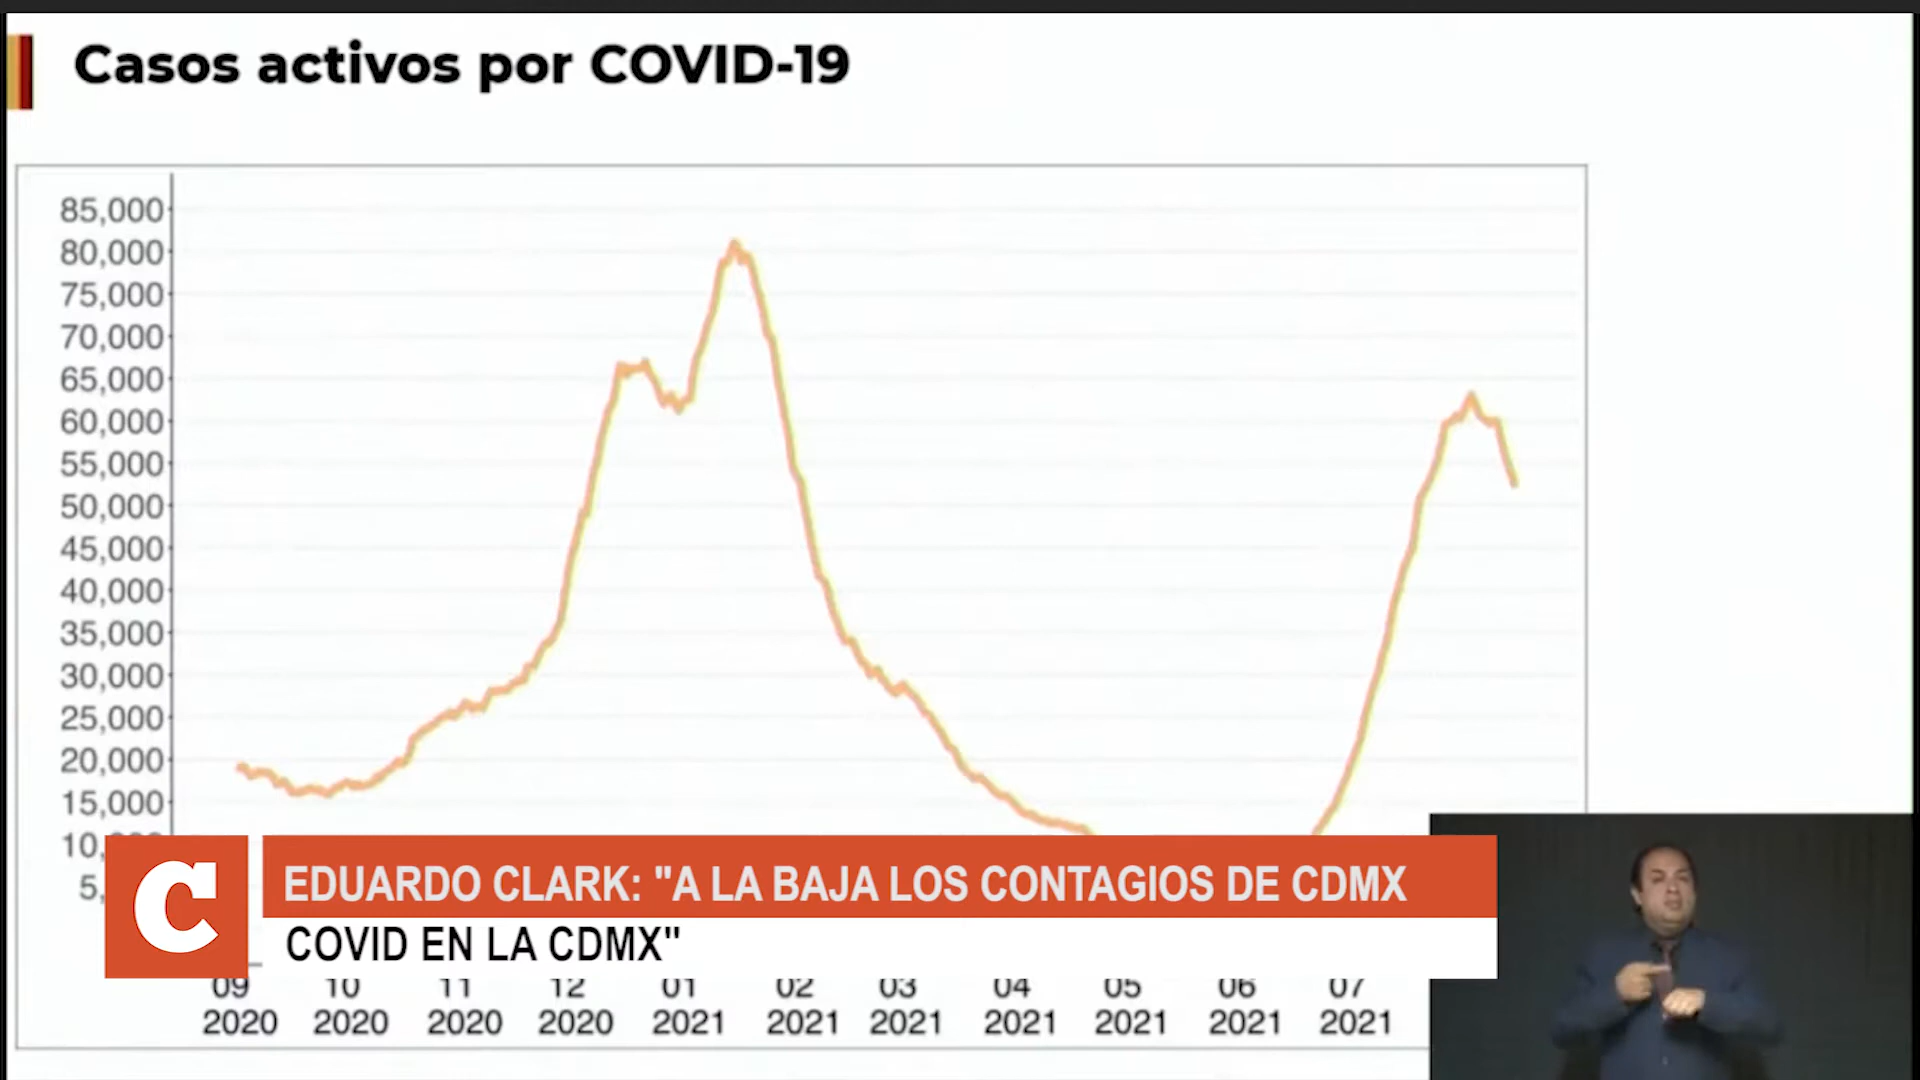 Casos activos por COVID-19
85,000
80,000
75,000
70,000
65,000
60,000
55,000
50,000
45,000
40,000
35,000
30,000
25,000
20,000
15,000
10,
5,
C
EDUARDO CLARK: "A LA BAJA LOS CONTAGIOS DE CDMX
COVID EN LA CDMX"
09 10 11 12 01 02 03 04 05 06 07
2020 2020 2020 2020 2021 2021 2021 2021 2021 2021 2021